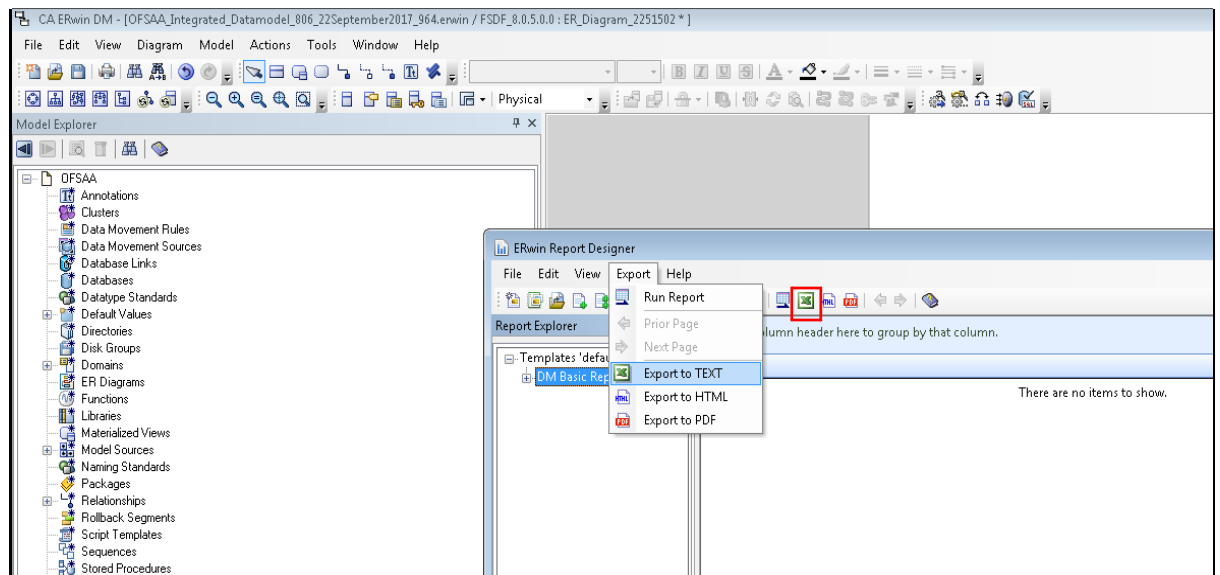 CA ERwin DM - [OFSAA_Integrated_Datamodel_806_22September2017_964.erwin / FSDF_8.0.5.0.0 : ER_Diagram_2251502 * ]
File Edit View Diagram Model Actions Tools Window Help
Physical
Model Explorer
OFSAA
Annotations
Clusters
Data Movement Rules
Data Movement Sources
Database Links
Databases
Datatype Standards
Default Values
Directories
Disk Groups
Domains
ER Diagrams
Functions
Libraries
Materialized Views
Model Sources
Naming Standards
Packages
Relationships
Rollback Segments
Script Templates
Sequences
Stored Procedures
ERwin Report Designer
File Edit View Export Help
Run Report
Prior Page
Next Page
Export to TEXT
Export to HTML
Export to PDF
Report Explorer
column header here to group by that column.
Templates 'defau
DM Basic Rep
There are no items to show.